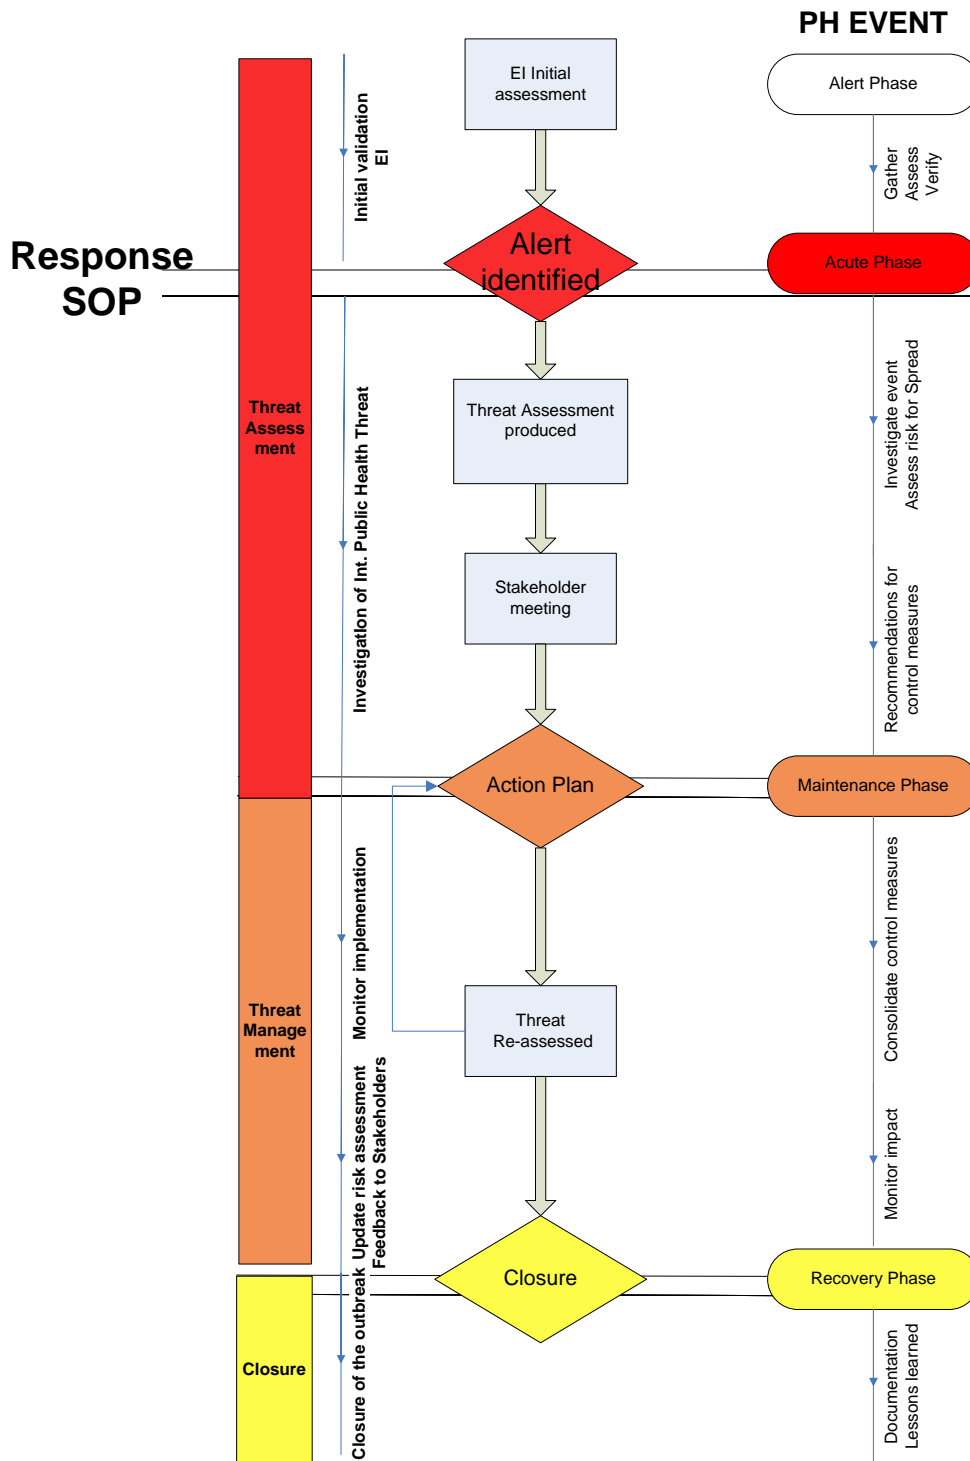 PH EVENT
EI Initial
assessment
Alert Phase
Initial validation
EI
Gather
Assess
Verify
Response
SOP
Alert
identified
Acute Phase
Threat
Assess
ment
Investigation of Int. Public Health Threat
Threat Assessment
produced
Investigate event
Assess risk for Spread
Stakeholder
meeting
Recommendations for
control measures
Action Plan
Maintenance Phase
Threat
Manage
ment
Monitor implementation
Threat
Re-assessed
Consolidate control measures
Update risk assessment
Feedback to Stakeholders
Monitor impact
Closure
Recovery Phase
Closure
Closure of the outbreak
Documentation
Lessons learned